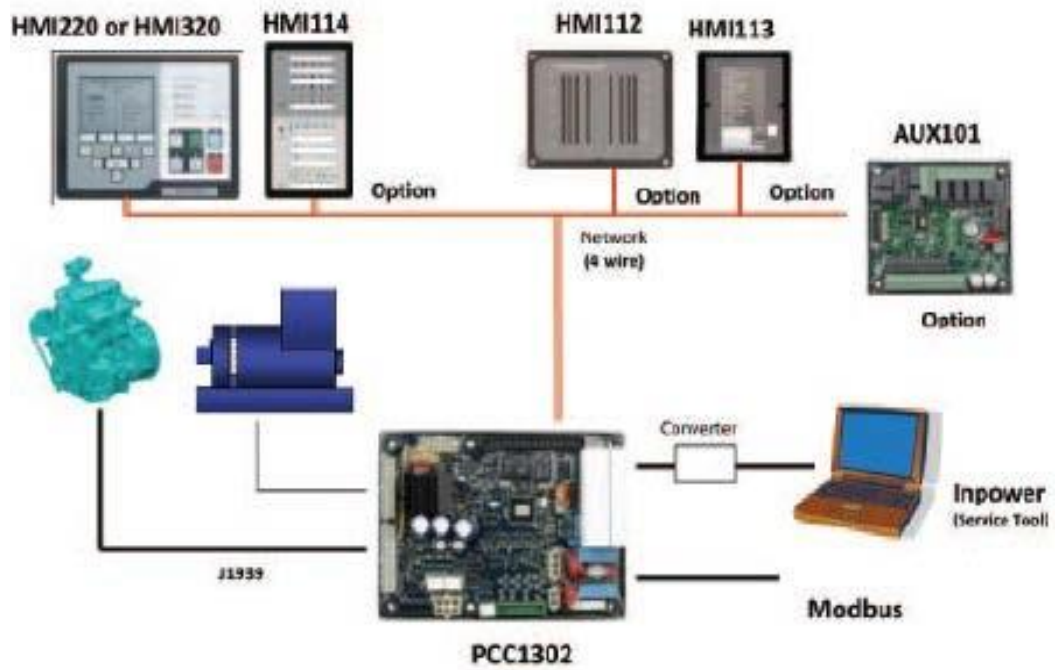 HMI220 or HMI320
HMI114
HMI112
HMI113
AUX101
Option
Option
Option
Network
(4 wire)
Option
Converter
Inpower
(Service Tool)
J1939
Modbus
PCC1302